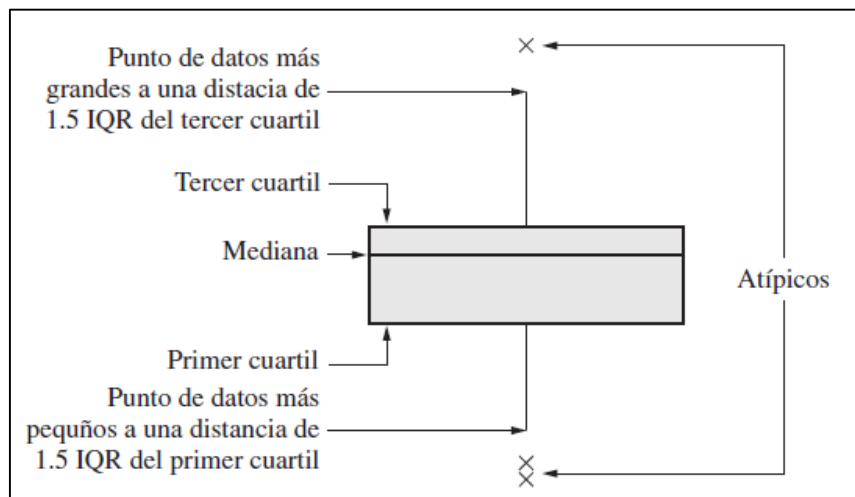 Punto de datos más
grandes a una distacia de
1.5 IQR del tercer cuartil
Tercer cuartil
Mediana
Atípicos
Primer cuartil
Punto de datos más
pequños a una distancia de
1.5 IQR del primer cuartil